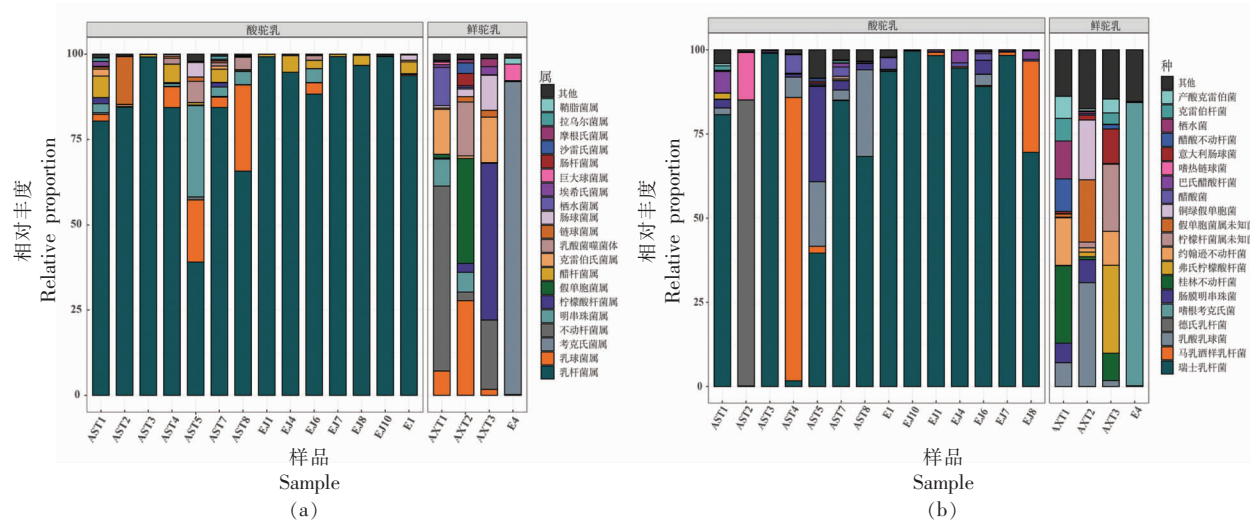 (a)
酸驼乳
鲜驼乳
相对丰度
Relative proportion
100
75
50
25
0
AST1
AST2
AST3
AST4
AST5
AST7
AST8
EJ1
EJ4
EJ6
EJ7
EJ8
EJ10
E1
AXT1
AXT2
AXT3
E4
样品
Sample
(a)
属
其他
鞘脂菌属
拉乌尔菌属
摩根氏菌属
沙雷氏菌属
肠杆菌属
巨大球菌属
埃希氏菌属
栖水菌属
肠球菌属
链球菌属
乳酸菌噬菌体
克雷伯氏菌属
醋杆菌属
假单胞菌属
柠檬酸杆菌属
明串珠菌属
不动杆菌属
考克氏菌属
乳球菌属
乳杆菌属
(b)
酸驼乳
鲜驼乳
相对丰度
Relative proportion
100
75
50
25
0
AST1
AST2
AST3
AST4
AST5
AST7
AST8
E1
EJ10
EJ1
EJ4
EJ6
EJ7
EJ8
AXT1
AXT2
AXT3
E4
样品
Sample
(b)
种
其他
产酸克雷伯菌
克雷伯杆菌
栖水菌
醋酸不动杆菌
意大利肠球菌
嗜热链球菌
巴氏醋酸杆菌
醋酸菌
铜绿假单胞菌
假单胞菌属未知
柠檬杆菌属未知
约翰逊不动杆菌
弗氏柠檬酸杆菌
桂林不动杆菌
肠膜明串珠菌
嗜根考克氏菌
德氏乳杆菌
乳酸乳球菌
马乳酒样乳杆菌
瑞士乳杆菌